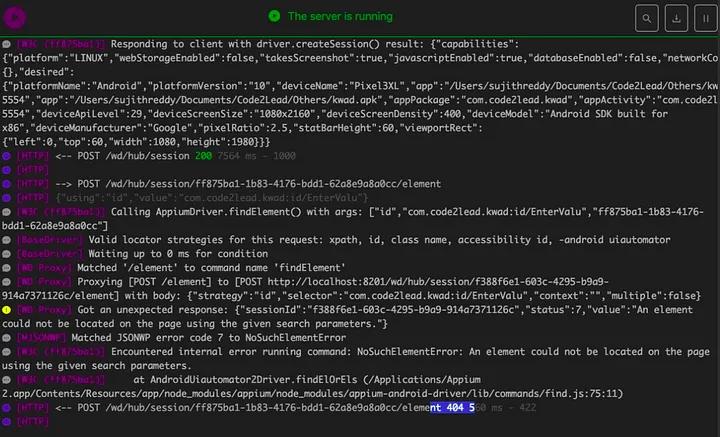 The server is running
[W3C (ff875ba1)] Responding to client with driver.createSession() result: {"capabilities":
{"platform":"LINUX","webStorageEnabled":false,"takesScreenshot":true,"javascriptEnabled":true,"databaseEnabled":false,"networkCo
{},"desired":
{"platformName":"Android","platformVersion":"10","deviceName":"Pixel3XL","app":"/Users/sujithreddy/Documents/Code2Lead/Others/kwa
5554","app":"/Users/sujithreddy/Documents/Code2Lead/Others/kwad.apk","appPackage":"com.code2lead.kwad","appActivity":"com.code2l
5554","deviceApiLevel":29,"deviceScreenSize":"1080x2160","deviceScreenDensity":400,"deviceModel":"Android SDK built for
x86","deviceManufacturer":"Google","pixelRatio":2.5,"statBarHeight":60,"viewportRect":
{"left":0,"top":60,"width":1080,"height":1980}}}
[HTTP] <-- POST /wd/hub/session 200 7564 ms - 1000
[HTTP]
[HTTP] --> POST /wd/hub/session/ff875ba1-1b83-4176-bdd1-62a8e9a8a0cc/element
[HTTP] {"using":"id","value":"com.code2lead.kwad:id/EnterValu"}
[W3C (ff875ba1)] Calling AppiumDriver.findElement() with args: ["id","com.code2lead.kwad:id/EnterValu","ff875ba1-1b83-4176-
bdd1-62a8e9a8a0cc"]
[BaseDriver] Valid locator strategies for this request: xpath, id, class name, accessibility id, -android uiautomator
[BaseDriver] Waiting up to 0 ms for condition
[WD Proxy] Matched '/element' to command name 'findElement'
[WD Proxy] Proxying [POST /element] to [POST http://localhost:8201/wd/hub/session/f388f6e1-603c-4295-b9a9-
914a7371126c/element] with body: {"strategy":"id","selector":"com.code2lead.kwad:id/EnterValu","context":"","multiple":false}
[WD Proxy] Got an unexpected response: {"sessionId":"f388f6e1-603c-4295-b9a9-914a7371126c","status":7,"value":"An element
could not be located on the page using the given search parameters."}
[MJSONWP] Matched JSONWP error code 7 to NoSuchElementError
[W3C (ff875ba1)] Encountered internal error running command: NoSuchElementError: An element could not be located on the page
using the given search parameters.
[W3C (ff875ba1)] at AndroidUiautomator2Driver.findElOrEls (/Applications/Appium
2.app/Contents/Resources/app/node_modules/appium/node_modules/appium-android-driver/lib/commands/find.js:75:11)
[HTTP] <-- POST /wd/hub/session/ff875ba1-1b83-4176-bdd1-62a8e9a8a0cc/element 404 560 ms - 422
[HTTP]